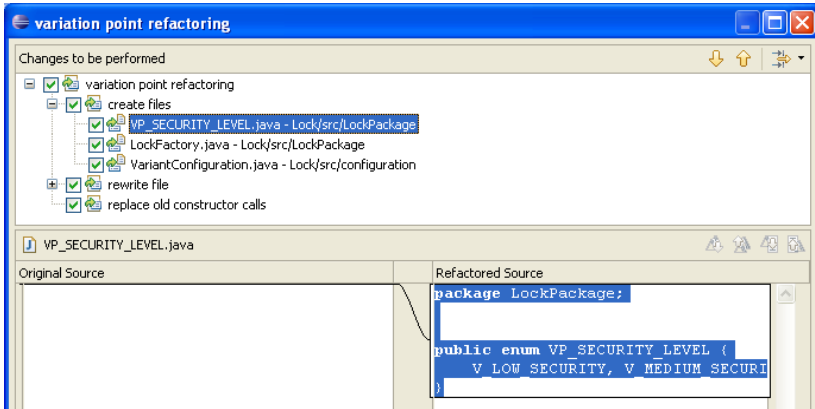 variation point refactoring
Changes to be performed
variation point refactoring
create files
VP_SECURITY_LEVEL.java - Lock/src/LockPackage
LockFactory.java - Lock/src/LockPackage
VariantConfiguration.java - Lock/src/configuration
rewrite file
replace old constructor calls
VP_SECURITY_LEVEL.java
Original Source
Refactored Source
package LockPackage;
public enum VP_SECURITY_LEVEL {
V_LOW_SECURITY, V_MEDIUM_SECURI
}